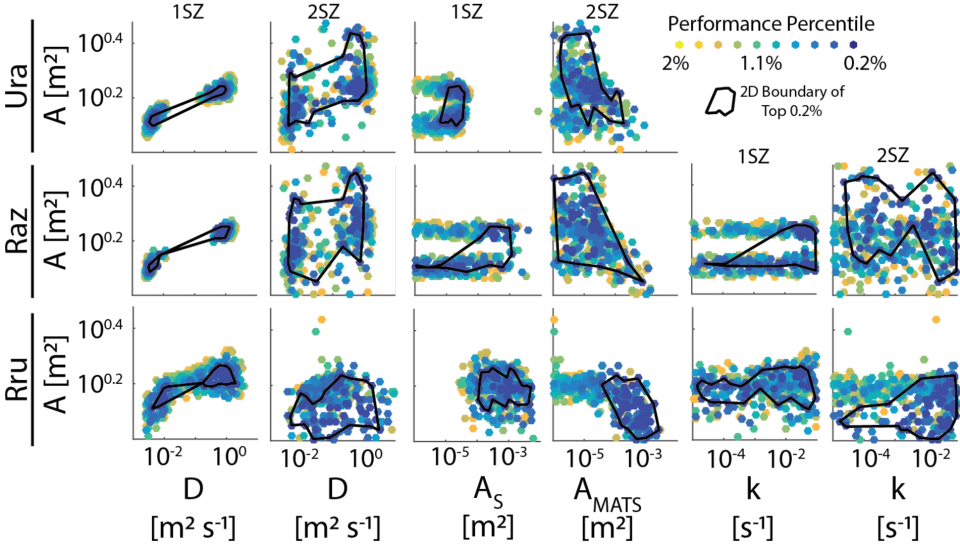 1SZ 2SZ 1SZ 2SZ
Performance Percentile
2% 1.1% 0.2%
2D Boundary of
Top 0.2%
Ura
A [m²]
10^0.4
10^0.2
1SZ 2SZ
Raz
A [m²]
10^0.4
10^0.2
Rru
A [m²]
10^0.4
10^0.2
10^-2 10^0 10^-2 10^0 10^-5 10^-3 10^-5 10^-3 10^-4 10^-2 10^-4 10^-2
D D A_S A_MATS k k
[m² s⁻¹] [m² s⁻¹] [m²] [m²] [s⁻¹] [s⁻¹]